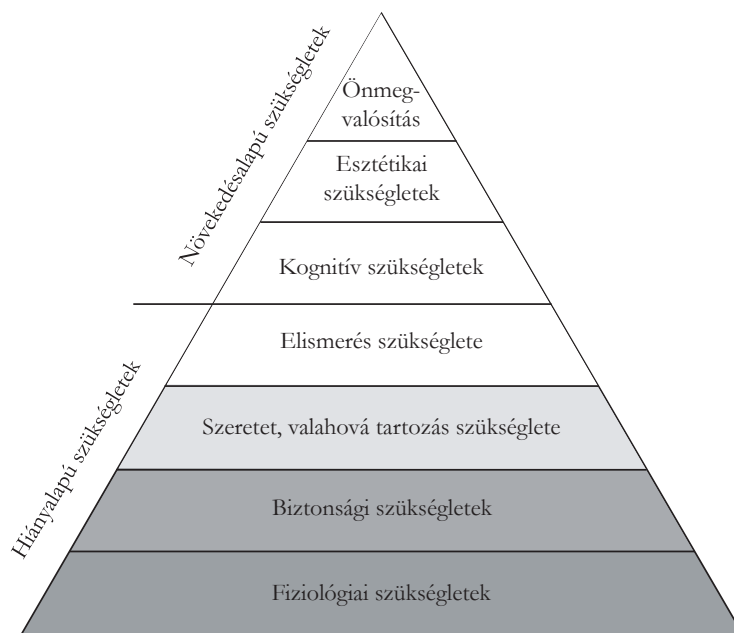 Növekedésalapú szükségletek
Önmeg-
valósítás
Esztétikai
szükségletek
Kognitív szükségletek
Hiányalapú szükségletek
Elismerés szükséglete
Szeretet, valahová tartozás szükséglete
Biztonsági szükségletek
Fiziológiai szükségletek